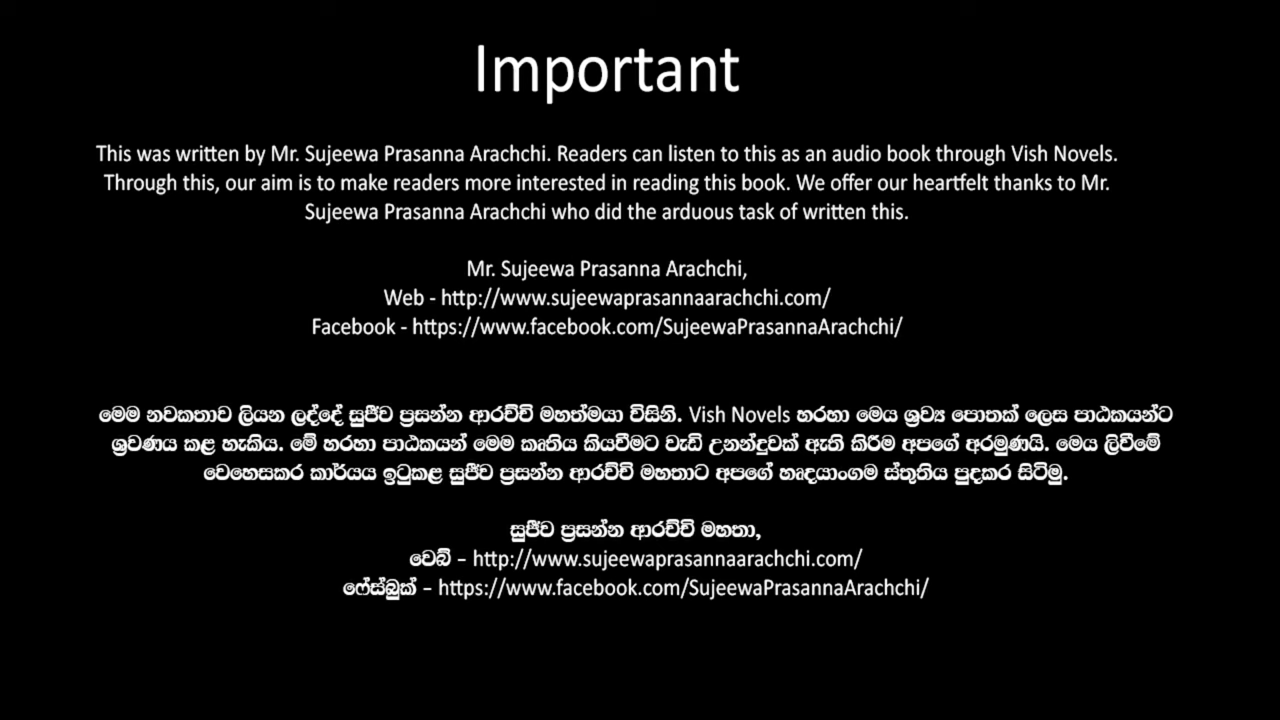 Important
This was written by Mr. Sujeewa Prasanna Arachchi. Readers can listen to this as an audio book through Vish Novels.
Through this, our aim is to make readers more interested in reading this book. We offer our heartfelt thanks to Mr.
Sujeewa Prasanna Arachchi who did the arduous task of written this.
Mr. Sujeewa Prasanna Arachchi,
Web - http://www.sujeewaprasannaarachchi.com/
Facebook - https://www.facebook.com/SujeewaPrasannaArachchi/
මෙම නවකතාව ලියන ලද්දේ සුජීව ප්‍රසන්න ආරච්චි මහත්මයා විසිනි. Vish Novels හරහා මෙය ශ්‍රව්‍ය පොතක් ලෙස පාඨකයන්ට
ශ්‍රවණය කළ හැකිය. මේ හරහා පාඨකයන් මෙම කෘතිය කියවීමට වැඩි උනන්දුවක් ඇති කිරීම අපගේ අරමුණයි. මෙය ලිවීමේ
වෙහෙසකර කාර්යය ඉටුකළ සුජීව ප්‍රසන්න ආරච්චි මහතාට අපගේ හෘදයාංගම ස්තූතිය පුදකර සිටිමු.
සුජීව ප්‍රසන්න ආරච්චි මහතා,
වෙබ් – http://www.sujeewaprasannaarachchi.com/
ෆේස්බුක් – https://www.facebook.com/SujeewaPrasannaArachchi/